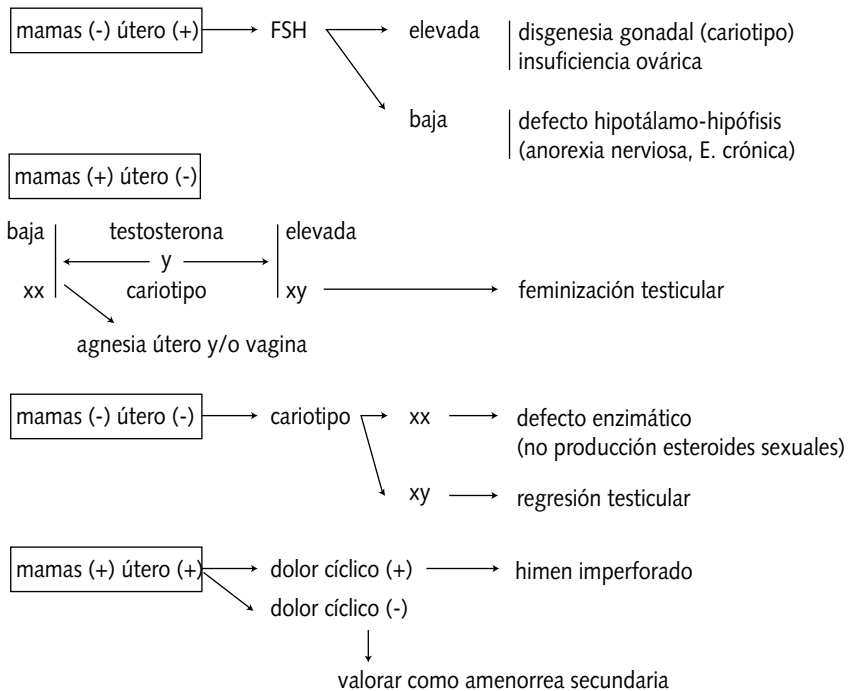 mamas (-) útero (+) FSH elevada disgenesia gonadal (cariotipo)
insuficiencia ovárica
baja defecto hipotálamo-hipófisis
(anorexia nerviosa, E. crónica)
mamas (+) útero (-)
baja testosterona elevada
y
xx cariotipo xy feminización testicular
agnesia útero y/o vagina
mamas (-) útero (-) cariotipo xx defecto enzimático
(no producción esteroides sexuales)
xy regresión testicular
mamas (+) útero (+) dolor cíclico (+) himen imperforado
dolor cíclico (-)
valorar como amenorrea secundaria